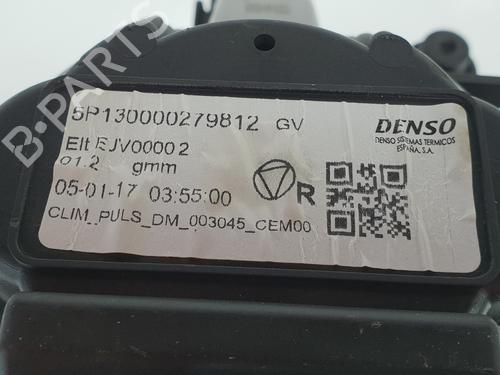 5P130000279812 GV
DENSO
DENSO SISTEMAS TERMICOS
ESPAÑA, S.A.
Elt EJV00002
01.2 gmm
05-01-17 03:55:00
R
CLIM_PULS_DM_003045_CEM00
B-PARTS